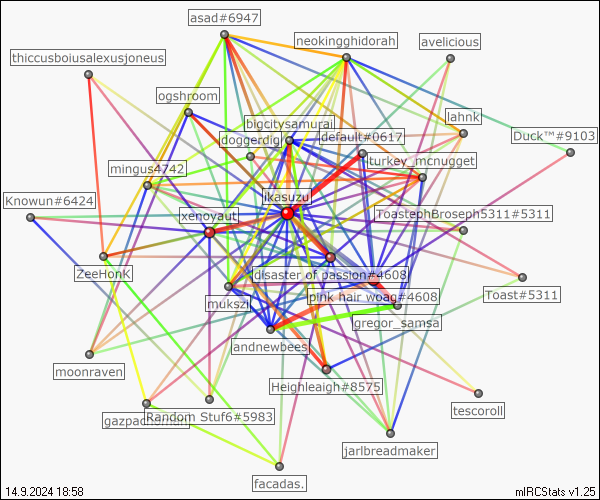 asad#6947
neokingghidorah
avelicious
thiccusboiusalexusjoneus
ogshroom
lahnk
bigcitysamurai
default#0617
Duck™#9103
doggerdig
turkey_mcnugget
mingus4742
ikasuzu
Knowun#6424
xenoyaut
ToastephBroseph5311#5311
ZeeHonK
disaster of passion#4608
Toast#5311
mukszi
pink hair woag#4608
gregor_samsa
andnewbees
moonraven
Heighleaigh#8575
tescoroll
Random Stuf6#5983
jarlbreadmaker
facadas.
14.9.2024 18:58
mIRCStats v1.25